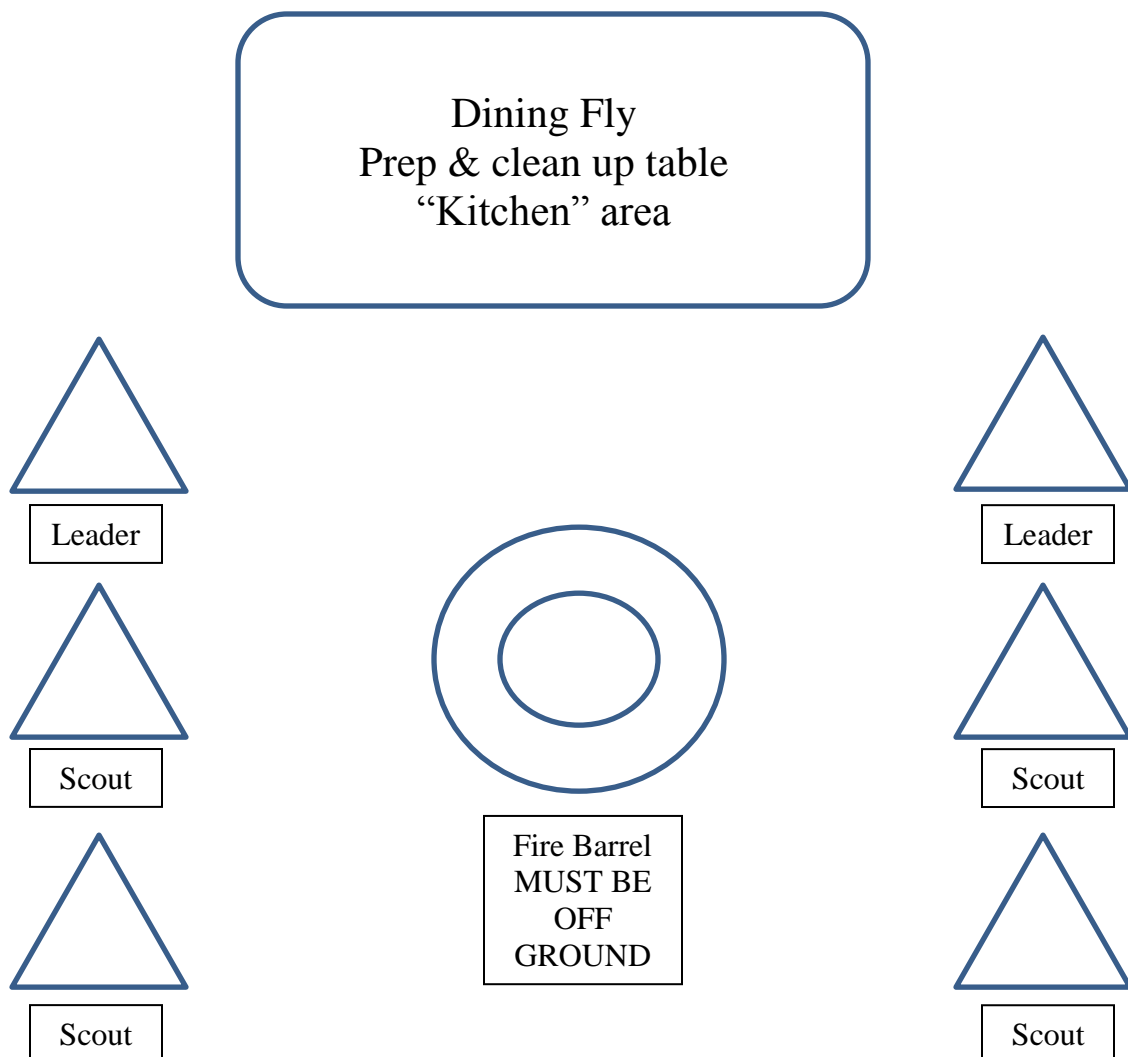 Dining Fly
Prep & clean up table
“Kitchen” area
Leader
Leader
Scout
Scout
Fire Barrel
MUST BE
OFF
GROUND
Scout
Scout